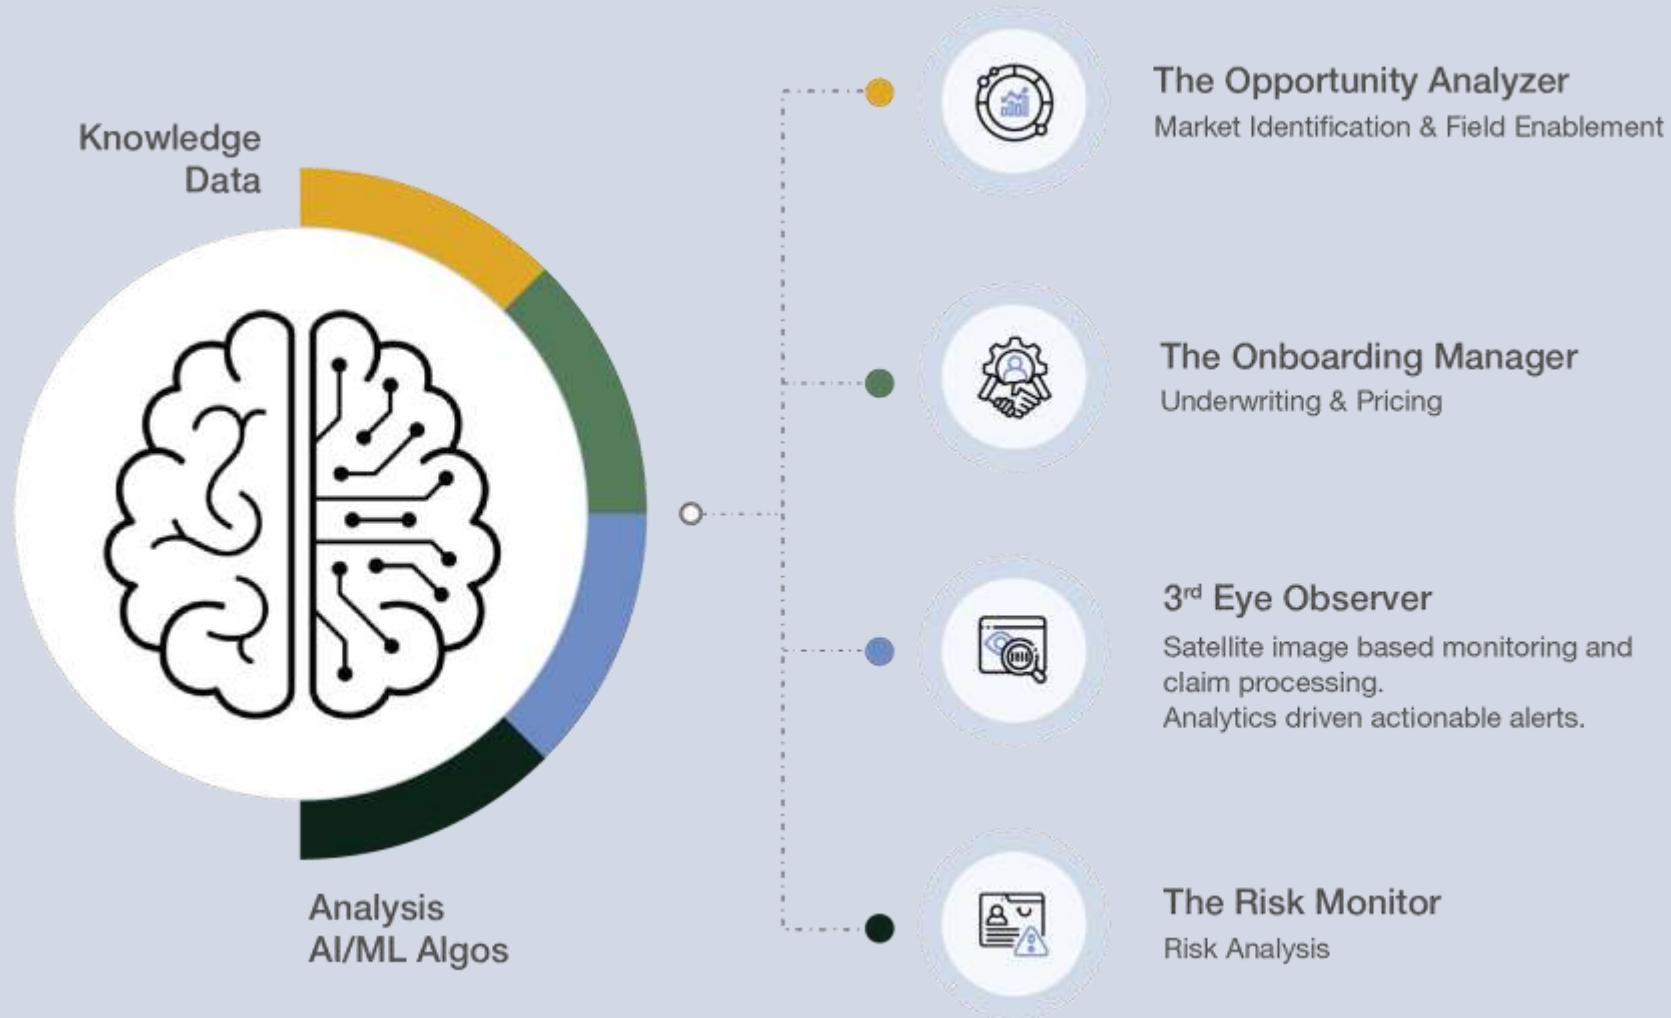 Knowledge
Data
Analysis
AI/ML Algos
The Opportunity Analyzer
Market Identification & Field Enablement
The Onboarding Manager
Underwriting & Pricing
3rd Eye Observer
Satellite image based monitoring and
claim processing.
Analytics driven actionable alerts.
The Risk Monitor
Risk Analysis